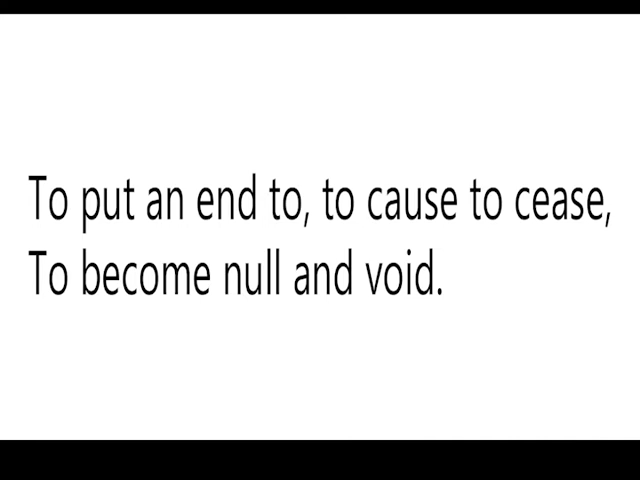 To put an end to, to cause to cease,
To become null and void.